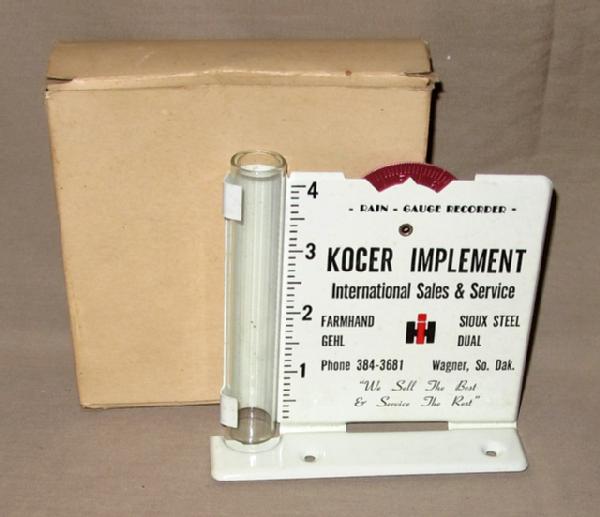 4
- RAIN - GAUGE RECORDER -
3
KOCER IMPLEMENT
International Sales & Service
2
FARMHAND IH SIOUX STEEL
GEHL DUAL
1
Phone 384-3681 Wagner, So. Dak.
"We Sell The Best
& Service The Rest"